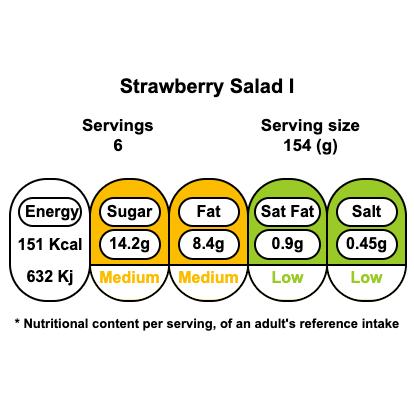 Strawberry Salad I
Servings
6
Serving size
154 (g)
Energy
151 Kcal
632 Kj
Sugar
14.2g
Medium
Fat
8.4g
Medium
Sat Fat
0.9g
Low
Salt
0.45g
Low
* Nutritional content per serving, of an adult's reference intake